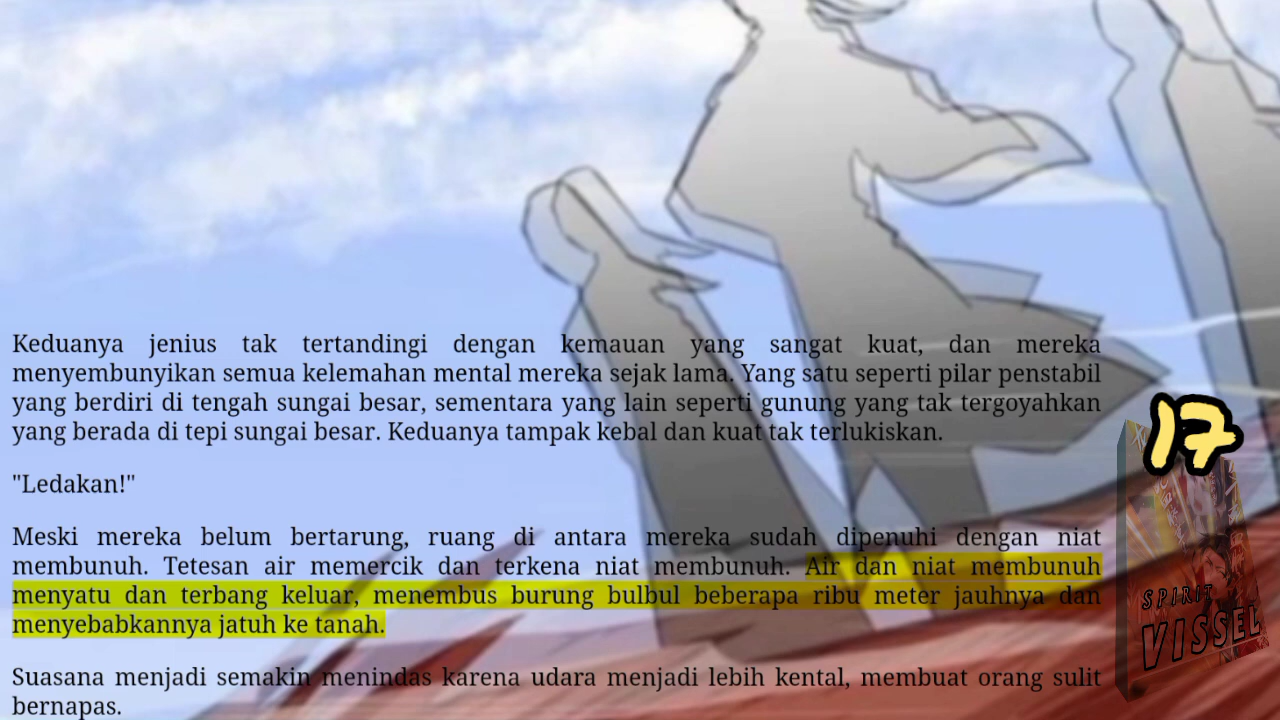 Keduanya jenius tak tertandingi dengan kemauan yang sangat kuat, dan mereka
menyembunyikan semua kelemahan mental mereka sejak lama. Yang satu seperti pilar penstabil
yang berdiri di tengah sungai besar, sementara yang lain seperti gunung yang tak tergoyahkan
yang berada di tepi sungai besar. Keduanya tampak kebal dan kuat tak terlukiskan.
"Ledakan!"
Meski mereka belum bertarung, ruang di antara mereka sudah dipenuhi dengan niat
membunuh. Tetesan air memercik dan terkena niat membunuh. Air dan niat membunuh
menyatu dan terbang keluar, menembus burung bulbul beberapa ribu meter jauhnya dan
menyebabkannya jatuh ke tanah.
Suasana menjadi semakin menindas karena udara menjadi lebih kental, membuat orang sulit
bernapas.
17
SPIRIT
VISSEL